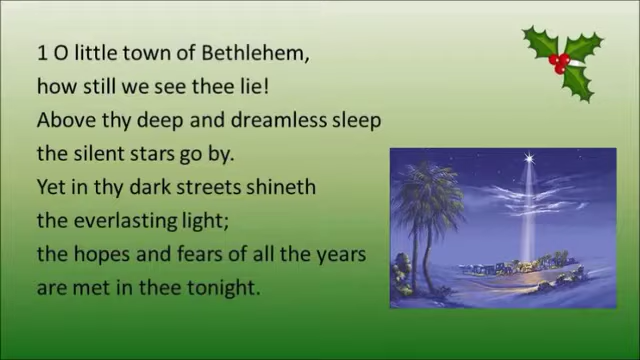 1 O little town of Bethlehem,
how still we see thee lie!
Above thy deep and dreamless sleep
the silent stars go by.
Yet in thy dark streets shineth
the everlasting light;
the hopes and fears of all the years
are met in thee tonight.